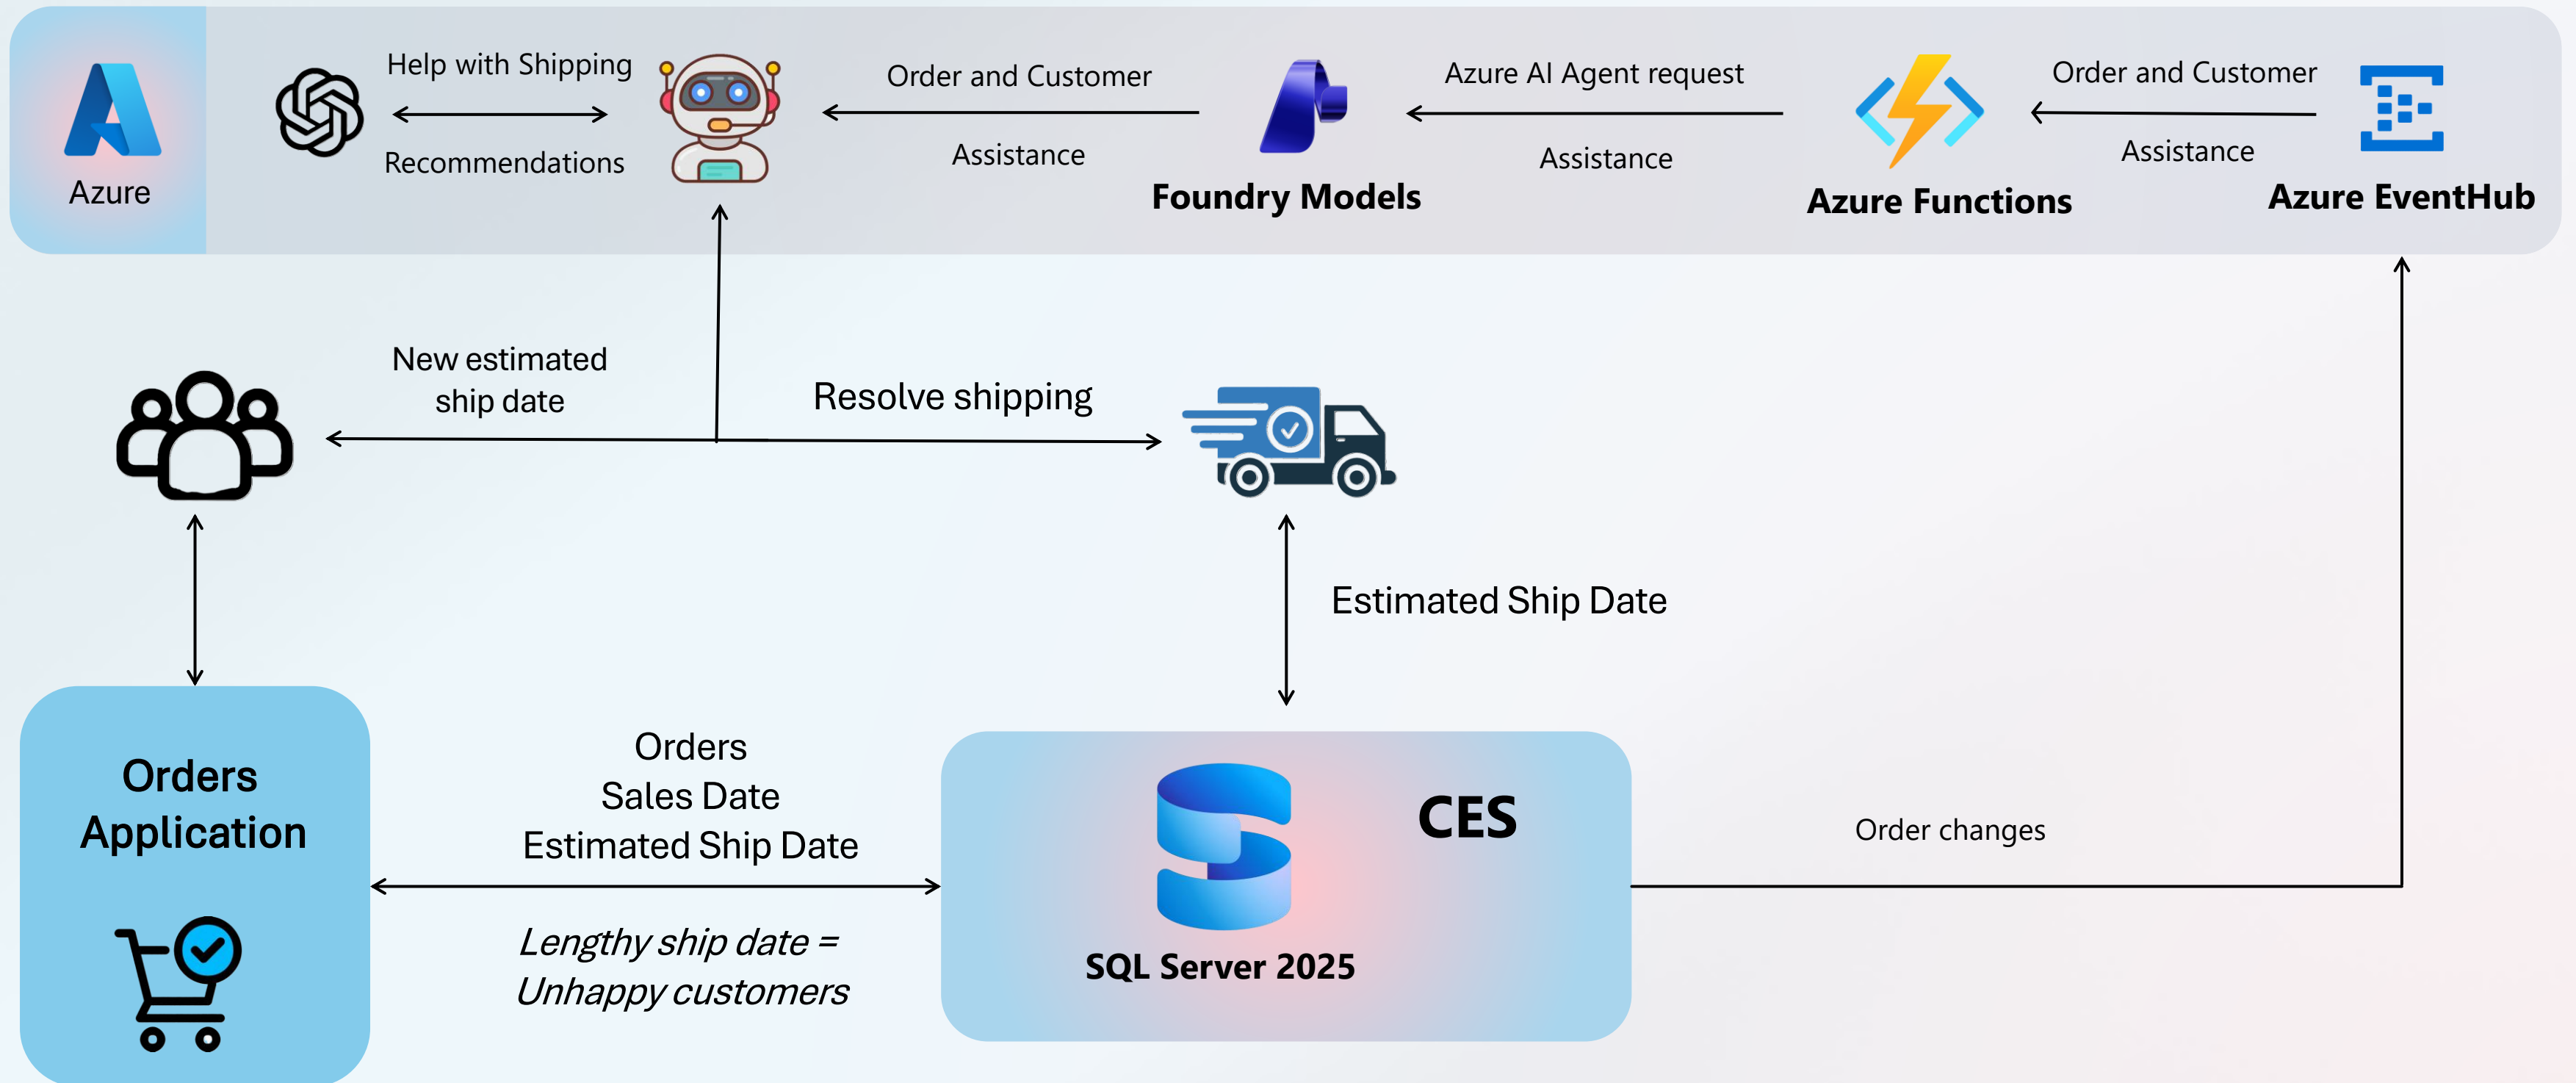 Azure
Help with Shipping
Recommendations
Order and Customer
Assistance
Foundry Models
Azure AI Agent request
Assistance
Azure Functions
Order and Customer
Assistance
Azure EventHub
New estimated
ship date
Resolve shipping
Estimated Ship Date
Orders
Application
Orders
Sales Date
Estimated Ship Date
Lengthy ship date =
Unhappy customers
CES
SQL Server 2025
Order changes